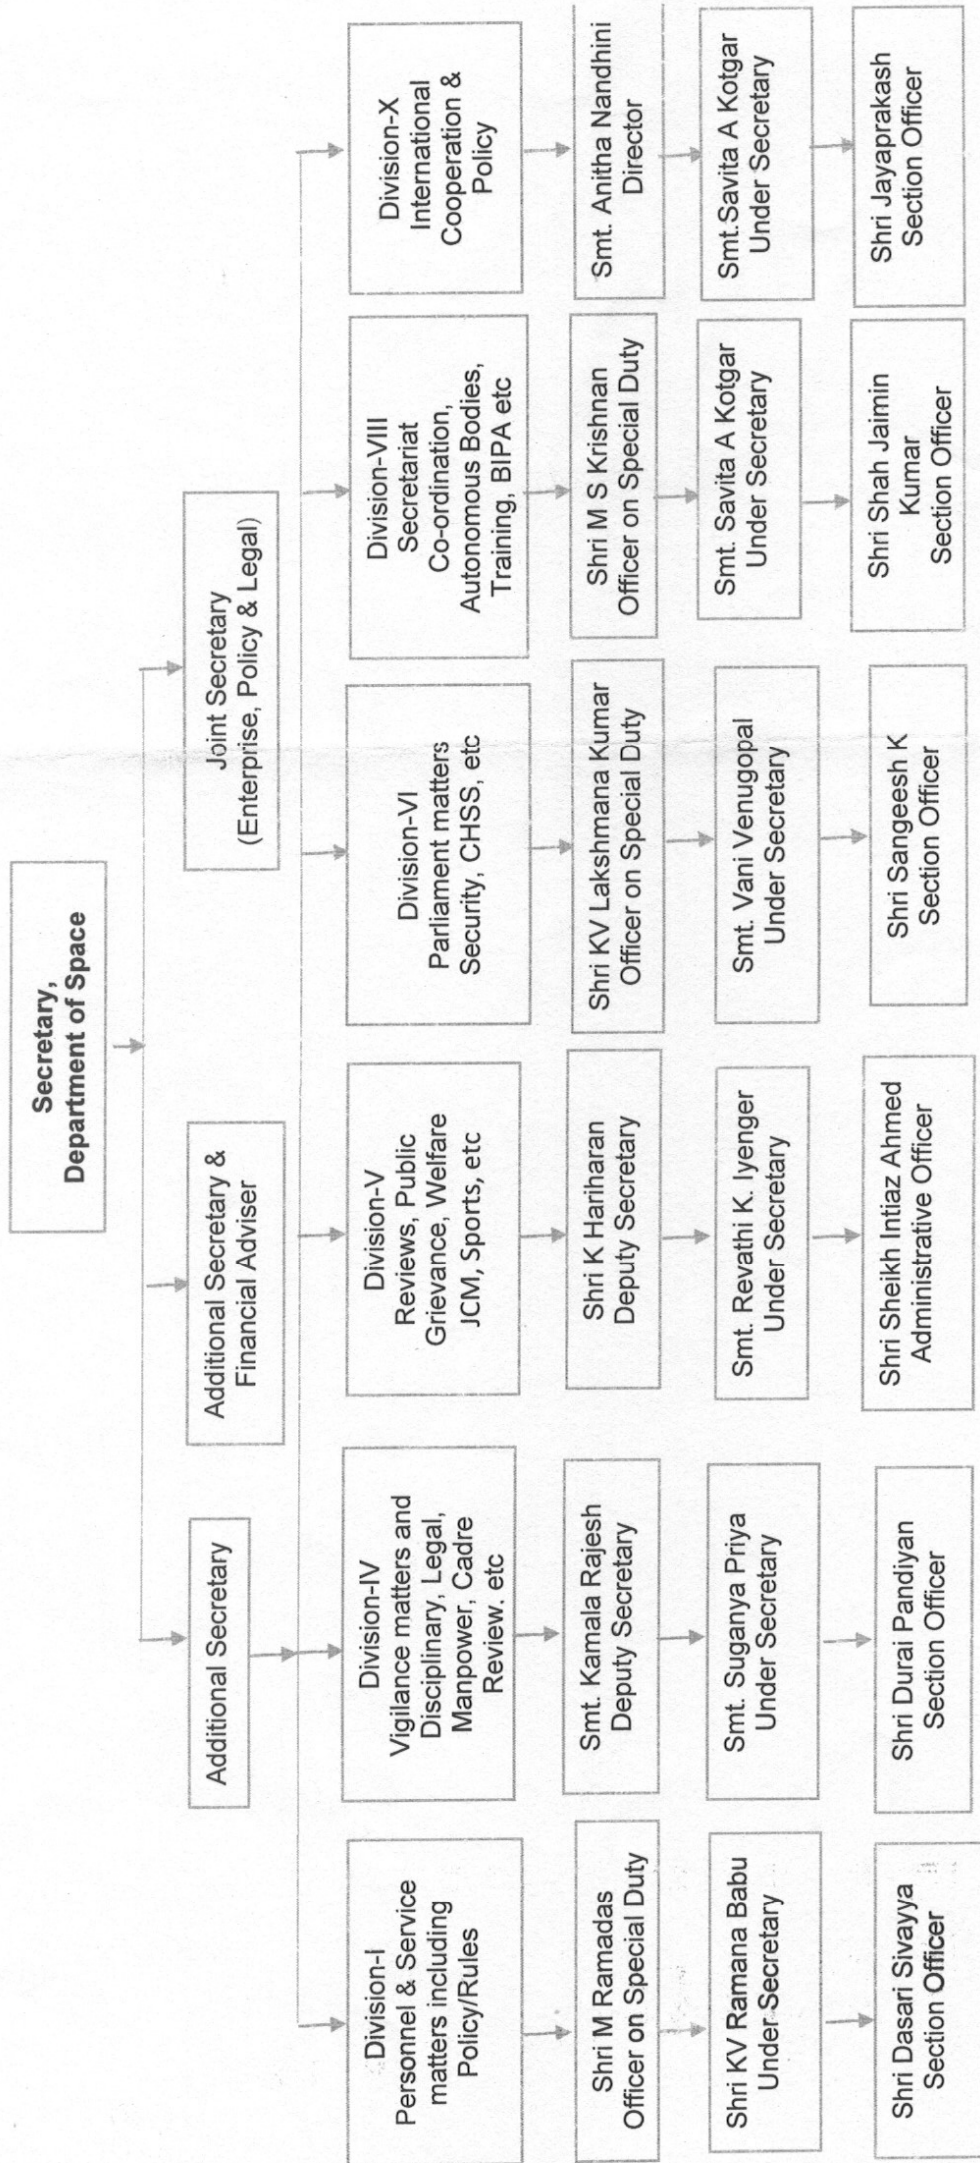 Secretary,
Department of Space
Additional Secretary
Additional Secretary &
Financial Adviser
Joint Secretary
(Enterprise, Policy & Legal)
Division-I
Personnel & Service
matters including
Policy/Rules
Division-IV
Vigilance matters and
Disciplinary, Legal,
Manpower, Cadre
Review. etc
Division-V
Reviews, Public
Grievance, Welfare
JCM, Sports, etc
Division-VI
Parliament matters
Security, CHSS, etc
Division-VIII
Secretariat
Co-ordination,
Autonomous Bodies,
Training, BIPA etc
Division-X
International
Cooperation &
Policy
Shri M Ramadas
Officer on Special Duty
Smt. Kamala Rajesh
Deputy Secretary
Shri K Hariharan
Deputy Secretary
Shri KV Lakshmana Kumar
Officer on Special Duty
Shri M S Krishnan
Officer on Special Duty
Smt. Anitha Nandhini
Director
Shri KV Ramana Babu
Under Secretary
Smt. Suganya Priya
Under Secretary
Smt. Revathi K. Iyenger
Under Secretary
Smt. Vani Venugopal
Under Secretary
Smt. Savita A Kotgar
Under Secretary
Smt.Savita A Kotgar
Under Secretary
Shri Dasari Sivayya
Section Officer
Shri Durai Pandiyan
Section Officer
Shri Sheikh Intiaz Ahmed
Administrative Officer
Shri Sangeesh K
Section Officer
Shri Shah Jaimin
Kumar
Section Officer
Shri Jayaprakash
Section Officer